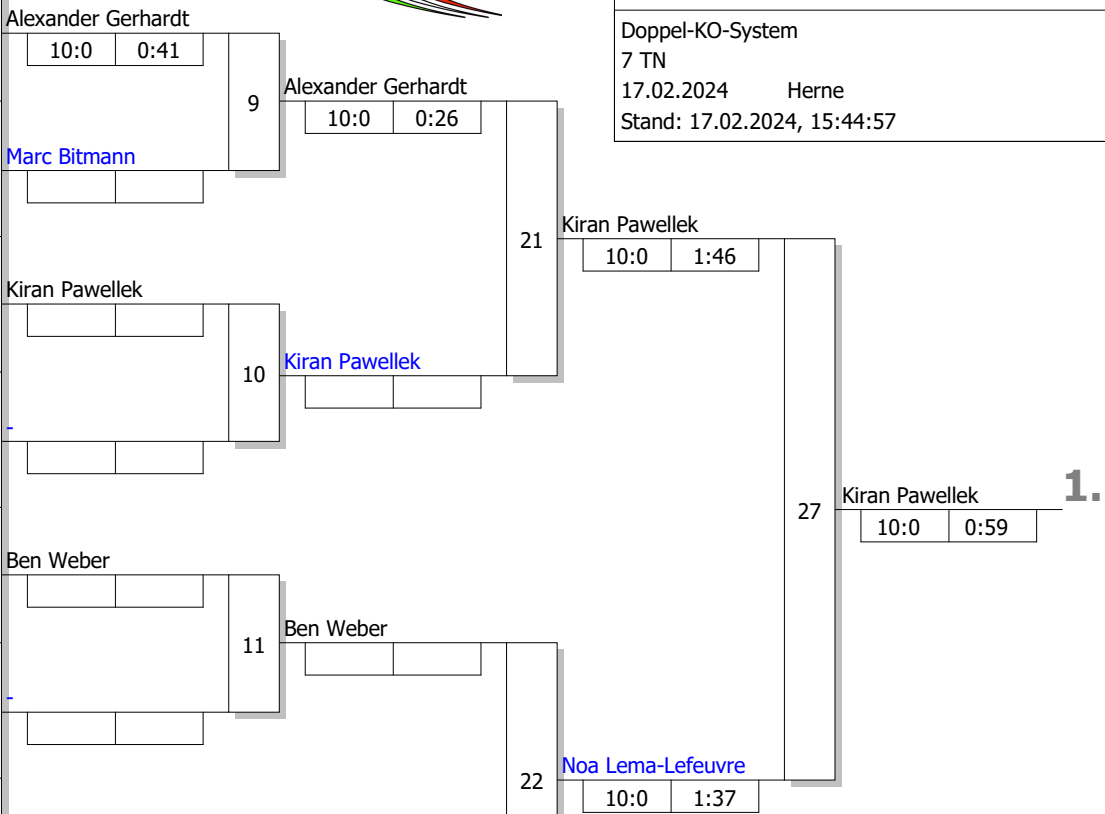 Alexander Gerhardt
10:0 0:41
9
Marc Bitmann
Alexander Gerhardt
10:0 0:26
Doppel-KO-System
7 TN
17.02.2024 Herne
Stand: 17.02.2024, 15:44:57
21
Kiran Pawellek
10:0 1:46
Kiran Pawellek
10
-
Kiran Pawellek
27
Kiran Pawellek
10:0 0:59
1.
Ben Weber
11
-
Ben Weber
22
Noa Lema-Lefeuvre
10:0 1:37